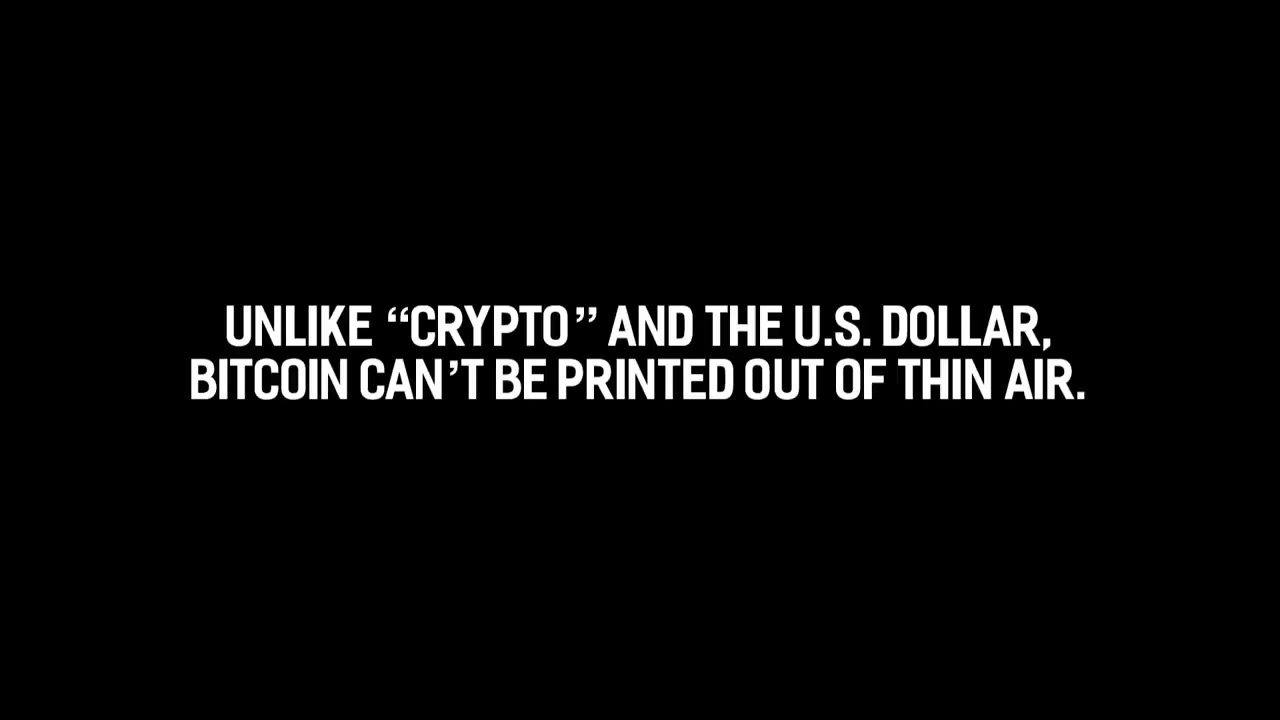 UNLIKE “CRYPTO” AND THE U.S. DOLLAR,
BITCOIN CAN’T BE PRINTED OUT OF THIN AIR.